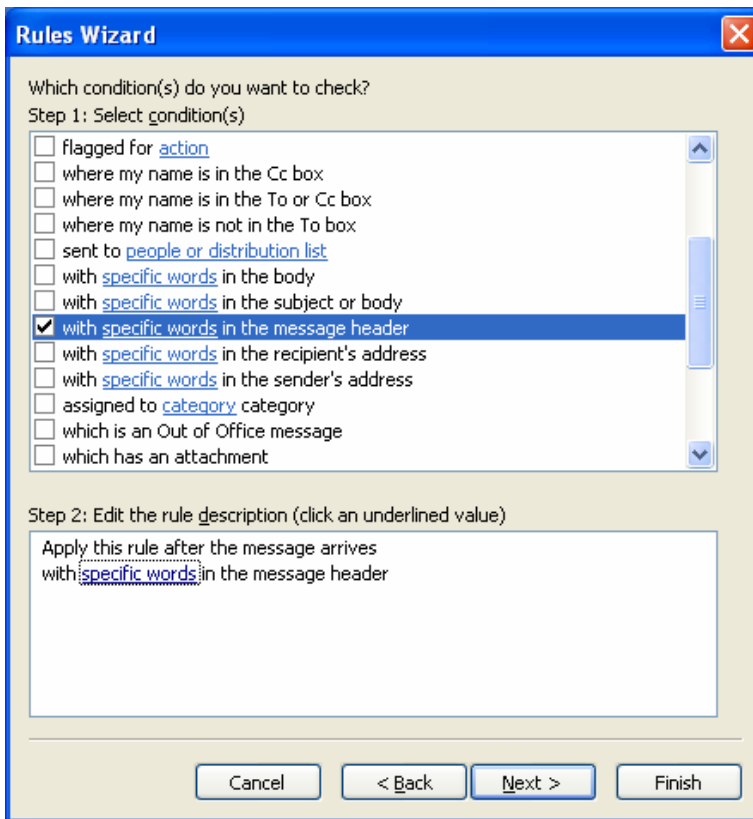 Rules Wizard
Which condition(s) do you want to check?
Step 1: Select condition(s)
flagged for action
where my name is in the Cc box
where my name is in the To or Cc box
where my name is not in the To box
sent to people or distribution list
with specific words in the body
with specific words in the subject or body
with specific words in the message header
with specific words in the recipient's address
with specific words in the sender's address
assigned to category category
which is an Out of Office message
which has an attachment
Step 2: Edit the rule description (click an underlined value)
Apply this rule after the message arrives
with specific words in the message header
Cancel < Back Next > Finish